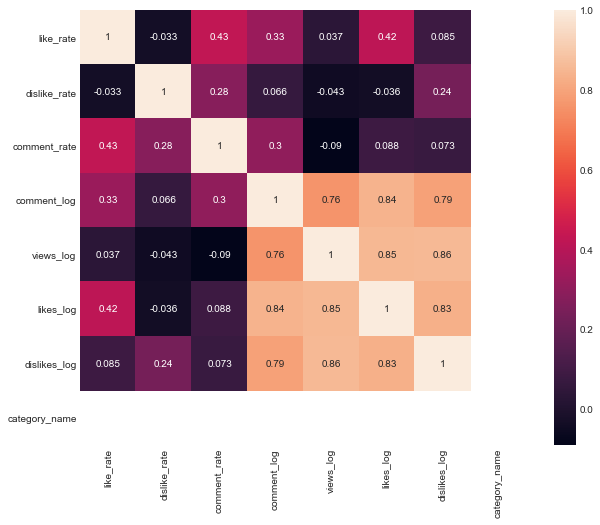 like_rate 1 -0.033 0.43 0.33 0.037 0.42 0.085
dislike_rate -0.033 1 0.28 0.066 -0.043 -0.036 0.24
comment_rate 0.43 0.28 1 0.3 -0.09 0.088 0.073
comment_log 0.33 0.066 0.3 1 0.76 0.84 0.79
views_log 0.037 -0.043 -0.09 0.76 1 0.85 0.86
likes_log 0.42 -0.036 0.088 0.84 0.85 1 0.83
dislikes_log 0.085 0.24 0.073 0.79 0.86 0.83 1
category_name
like_rate
dislike_rate
comment_rate
comment_log
views_log
likes_log
dislikes_log
category_name
1.0
0.8
0.6
0.4
0.2
0.0